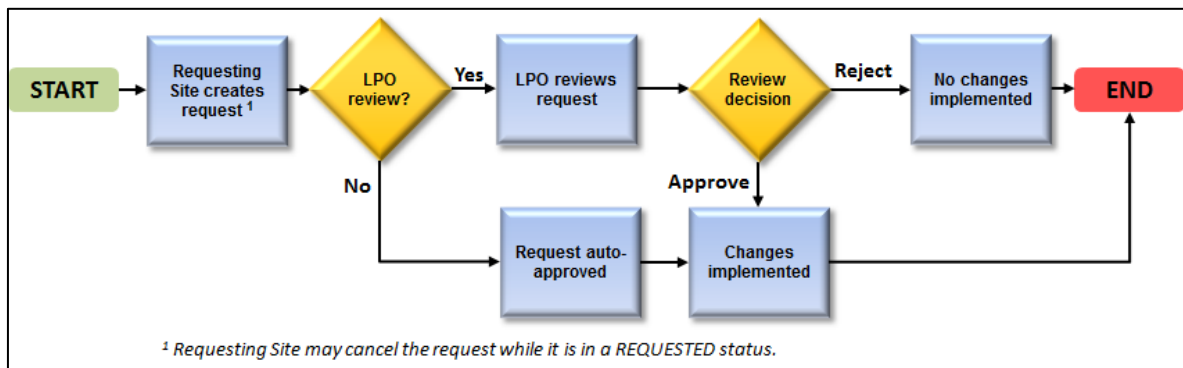 START
Requesting
Site creates
request ¹
LPO
review?
Yes
LPO reviews
request
Review
decision
Reject
No changes
implemented
END
No
Approve
Request auto-
approved
Changes
implemented
¹ Requesting Site may cancel the request while it is in a REQUESTED status.